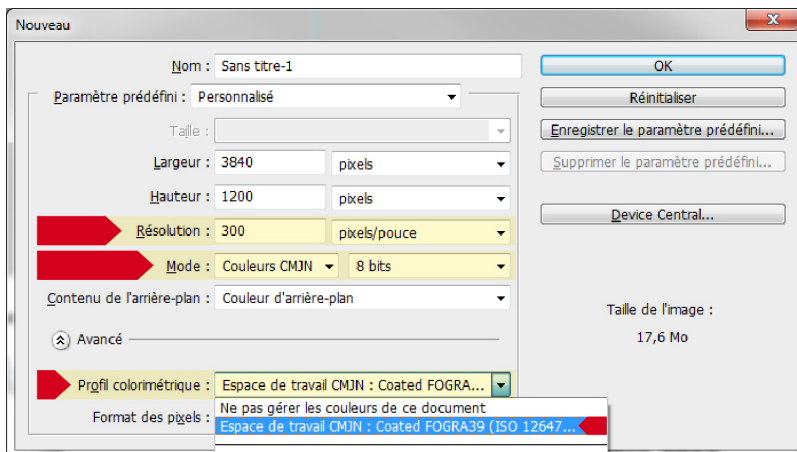 Nouveau
Nom : Sans titre-1
OK
Paramètre prédéfini : Personnalisé
Réinitialiser
Taille :
Enregistrer le paramètre prédéfini...
Largeur : 3840 pixels
Supprimer le paramètre prédéfini...
Hauteur : 1200 pixels
Résolution : 300 pixels/pouce
Device Central...
Mode : Couleurs CMJN 8 bits
Contenu de l'arrière-plan : Couleur d'arrière-plan
Taille de l'image :
17,6 Mo
Avancé
Profil colorimétrique : Espace de travail CMJN : Coated FOGRA...
Ne pas gérer les couleurs de ce document
Format des pixels :
Espace de travail CMJN : Coated FOGRA39 (ISO 12647...